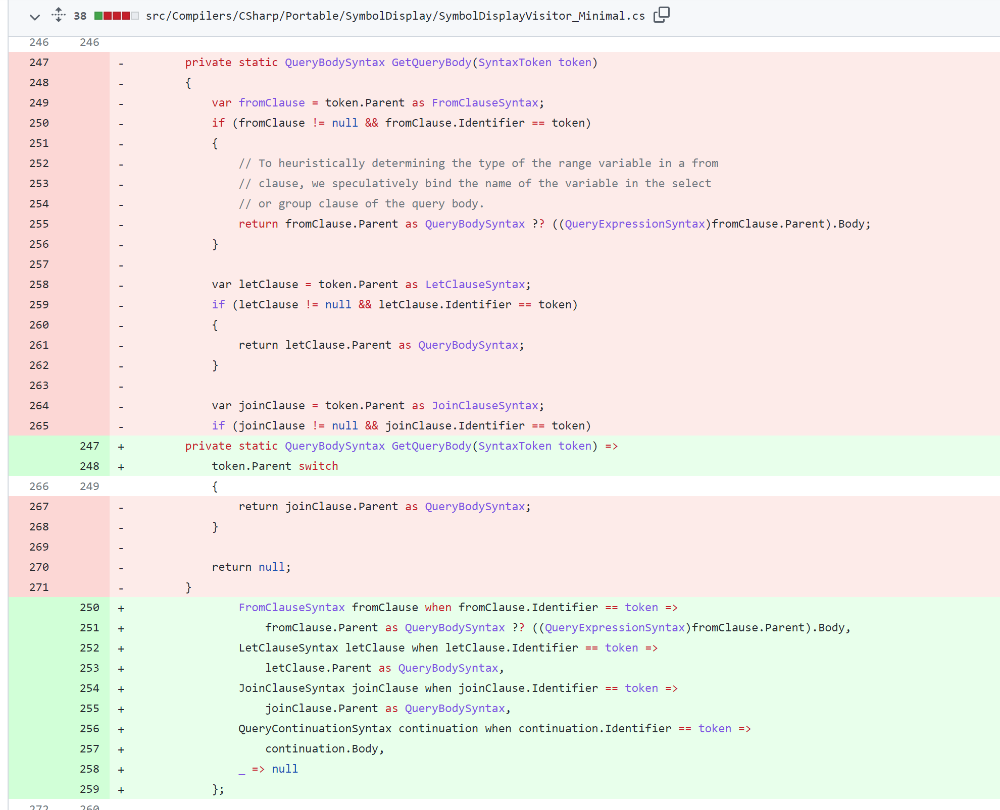 38 src/Compilers/CSharp/Portable/SymbolDisplay/SymbolDisplayVisitor_Minimal.cs
246 246
247 - private static QueryBodySyntax GetQueryBody(SyntaxToken token)
248 - {
249 - var fromClause = token.Parent as FromClauseSyntax;
250 - if (fromClause != null && fromClause.Identifier == token)
251 - {
252 - // To heuristically determining the type of the range variable in a from
253 - // clause, we speculatively bind the name of the variable in the select
254 - // or group clause of the query body.
255 - return fromClause.Parent as QueryBodySyntax ?? ((QueryExpressionSyntax)fromClause.Parent).Body;
256 - }
257 -
258 - var letClause = token.Parent as LetClauseSyntax;
259 - if (letClause != null && letClause.Identifier == token)
260 - {
261 - return letClause.Parent as QueryBodySyntax;
262 - }
263 -
264 - var joinClause = token.Parent as JoinClauseSyntax;
265 - if (joinClause != null && joinClause.Identifier == token)
247 + private static QueryBodySyntax GetQueryBody(SyntaxToken token) =>
248 + token.Parent switch
266 249 {
267 - return joinClause.Parent as QueryBodySyntax;
268 - }
269 -
270 - return null;
271 - }
250 + FromClauseSyntax fromClause when fromClause.Identifier == token =>
251 + fromClause.Parent as QueryBodySyntax ?? ((QueryExpressionSyntax)fromClause.Parent).Body,
252 + LetClauseSyntax letClause when letClause.Identifier == token =>
253 + letClause.Parent as QueryBodySyntax,
254 + JoinClauseSyntax joinClause when joinClause.Identifier == token =>
255 + joinClause.Parent as QueryBodySyntax,
256 + QueryContinuationSyntax continuation when continuation.Identifier == token =>
257 + continuation.Body,
258 + _ => null
259 + };
272 260